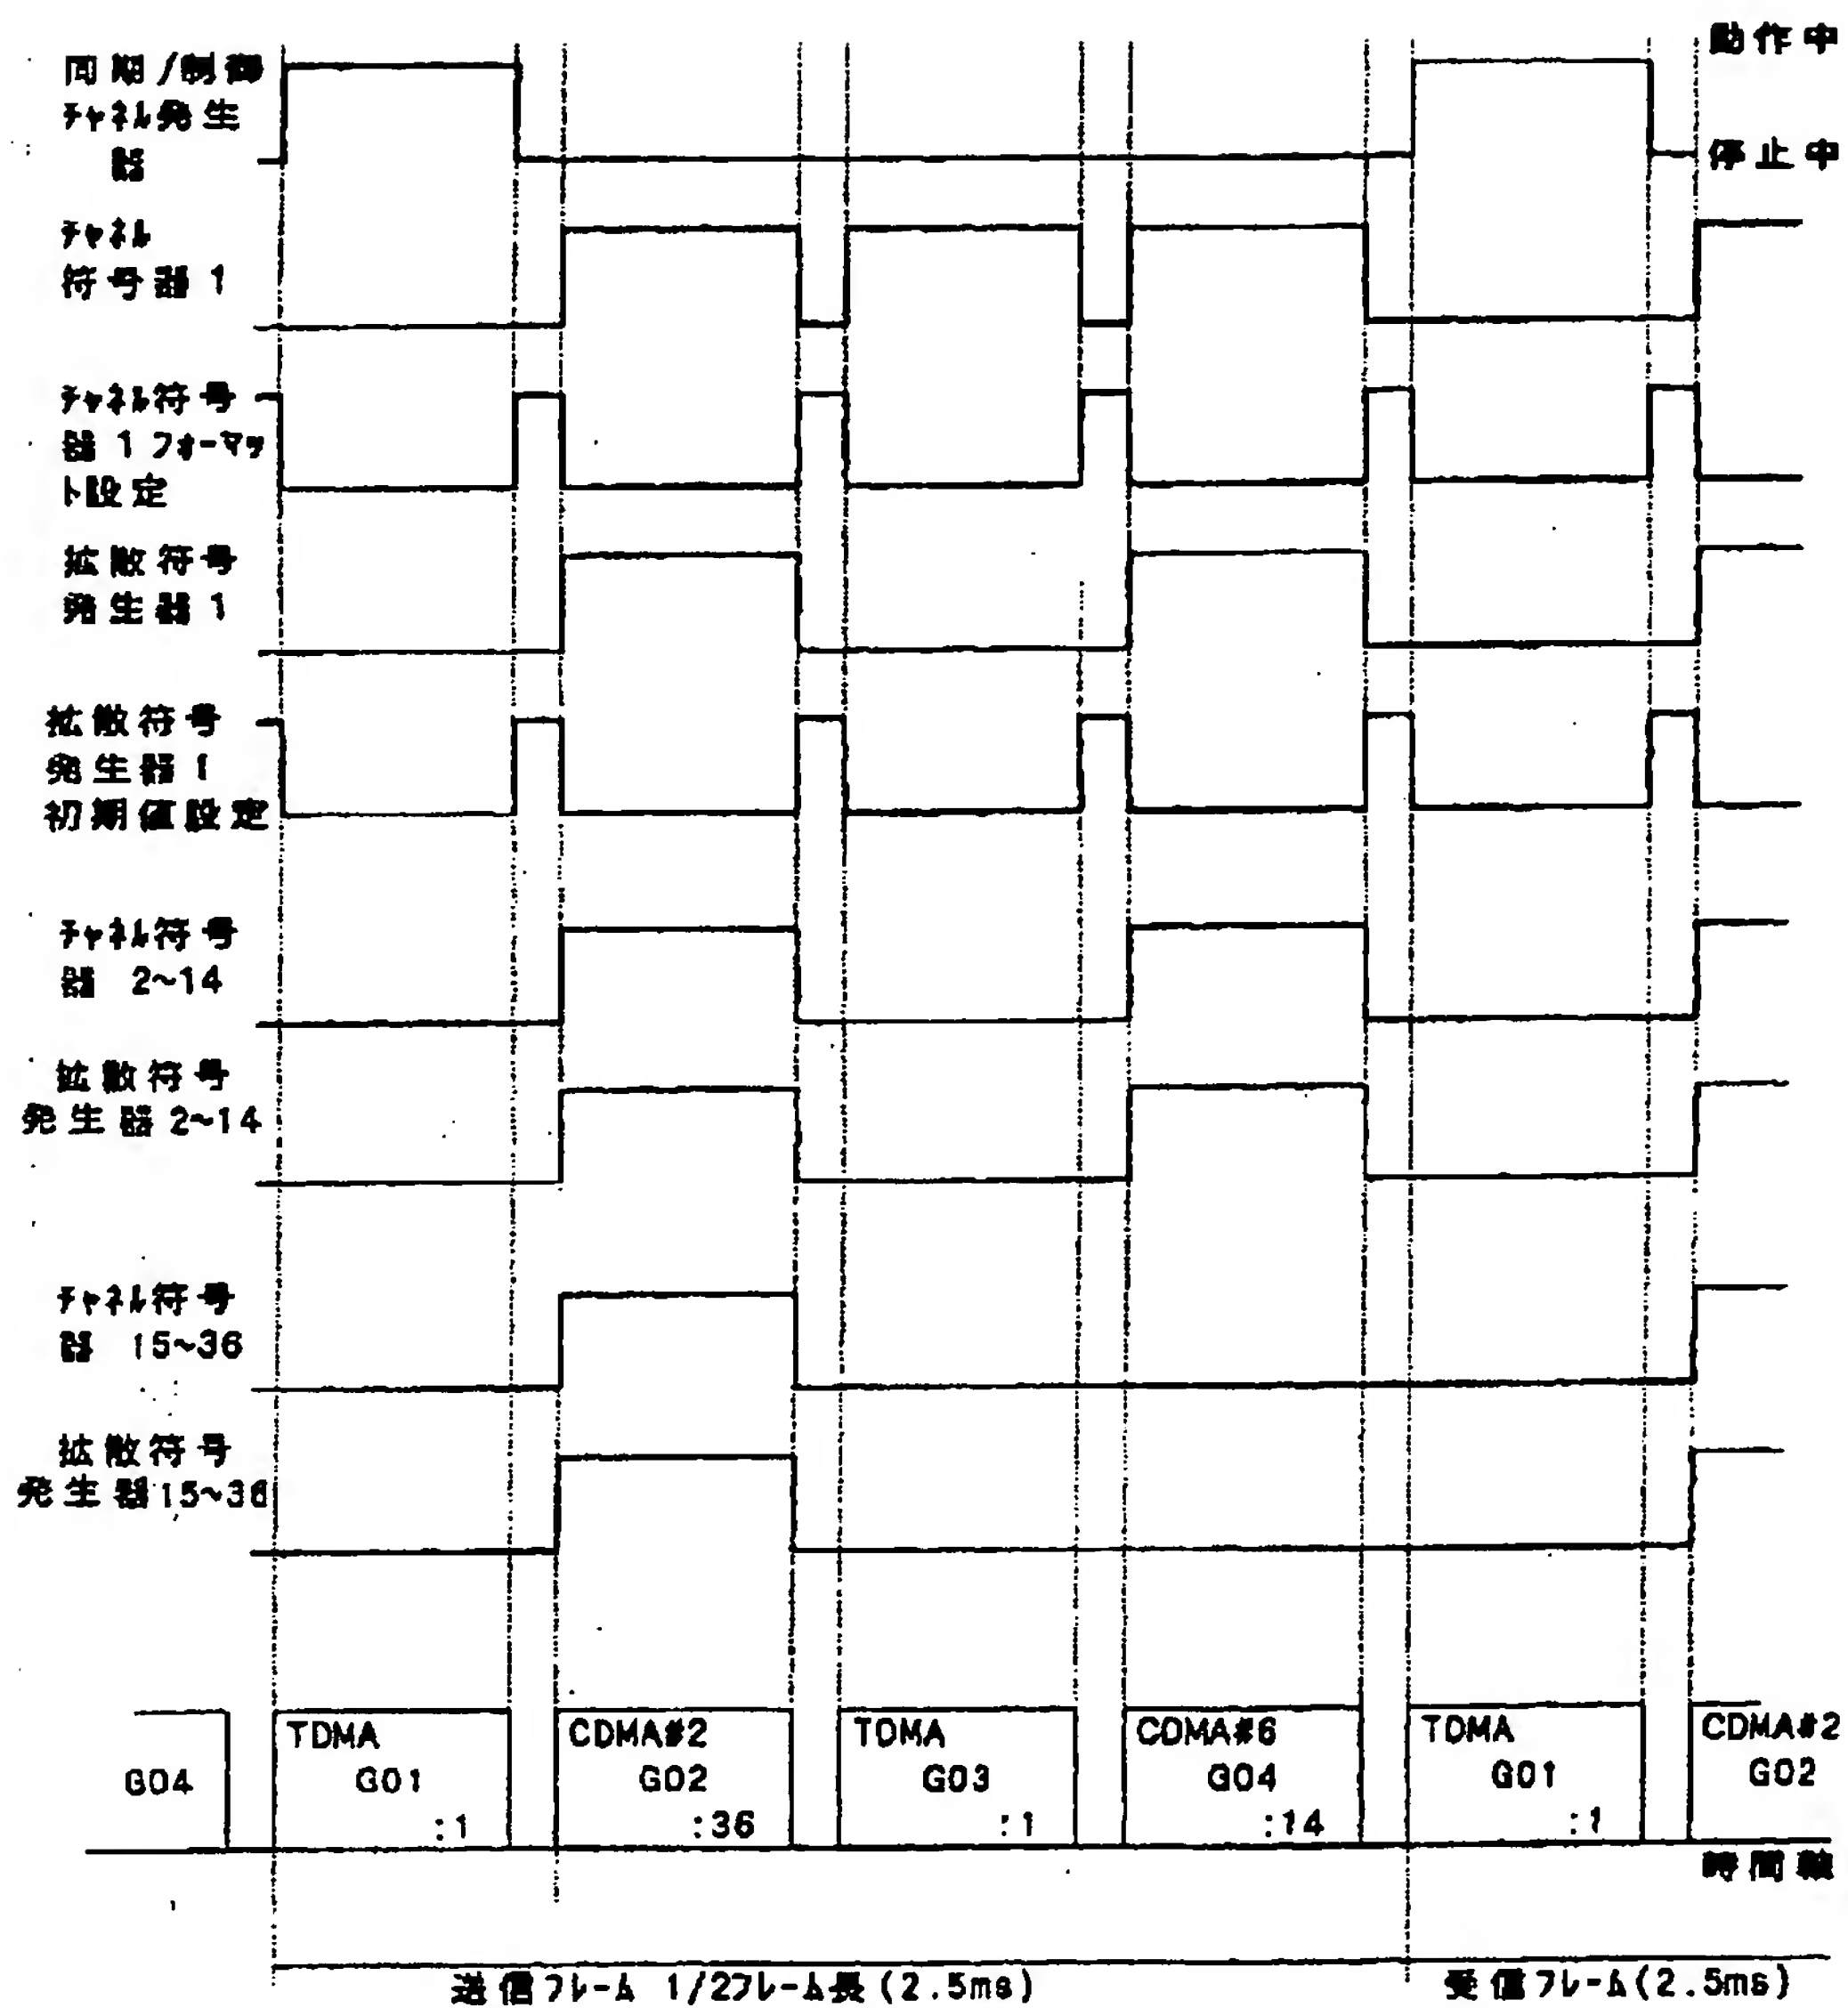 動作中
同期/制御
チャネル発生
器
停止中
チャネル
符号器1
チャネル符号
器1フォーマッ
ト設定
拡散符号
発生器1
拡散符号
発生器1
初期値設定
チャネル符号
器 2~14
拡散符号
発生器2~14
チャネル符号
器 15~36
拡散符号
発生器15~36
G04
TDMA
G01
:1
CDMA#2
G02
:36
TDMA
G03
:1
CDMA#6
G04
:14
TDMA
G01
:1
CDMA#2
G02
時間軸
送信フレーム 1/2フレーム長(2.5ms)
受信フレーム(2.5ms)